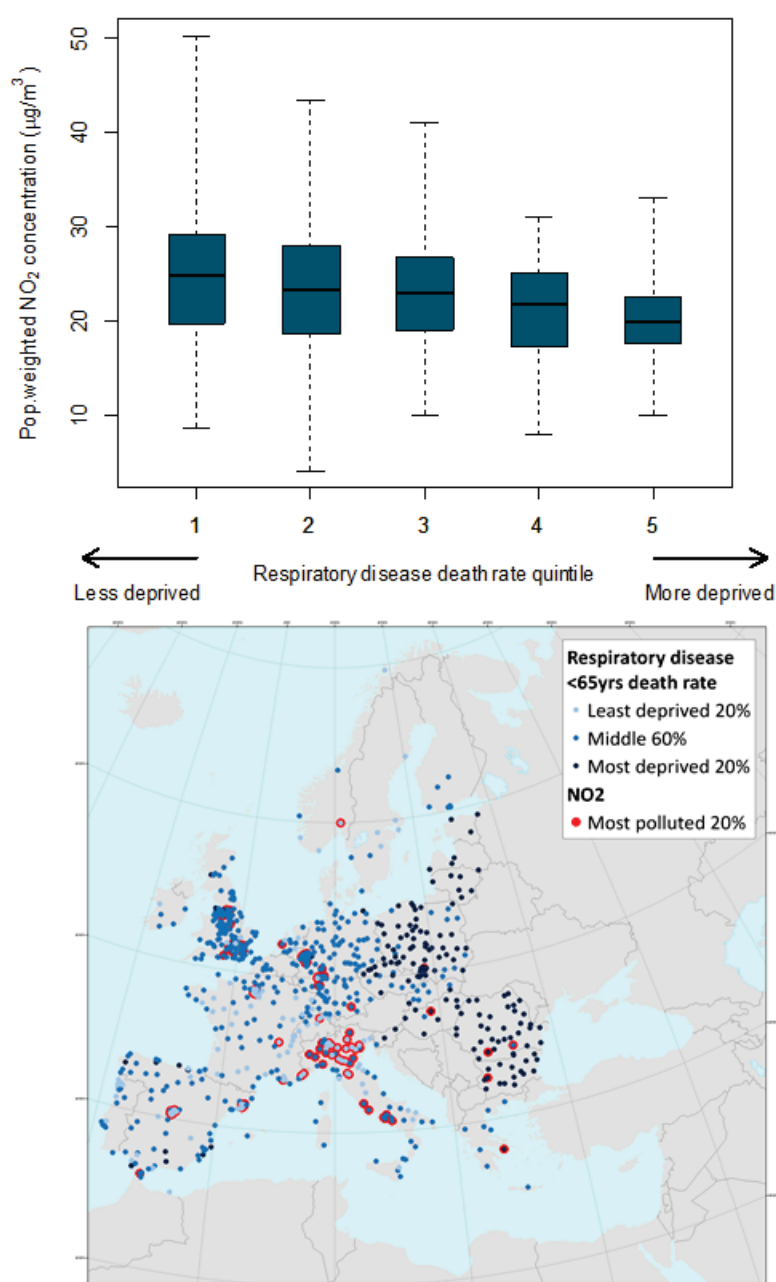 50
40
30
20
10
Pop.weighted NO₂ concentration (µg/m³)
1 2 3 4 5
Respiratory disease death rate quintile
Less deprived
More deprived
Respiratory disease
<65yrs death rate
Least deprived 20%
Middle 60%
Most deprived 20%
NO2
Most polluted 20%